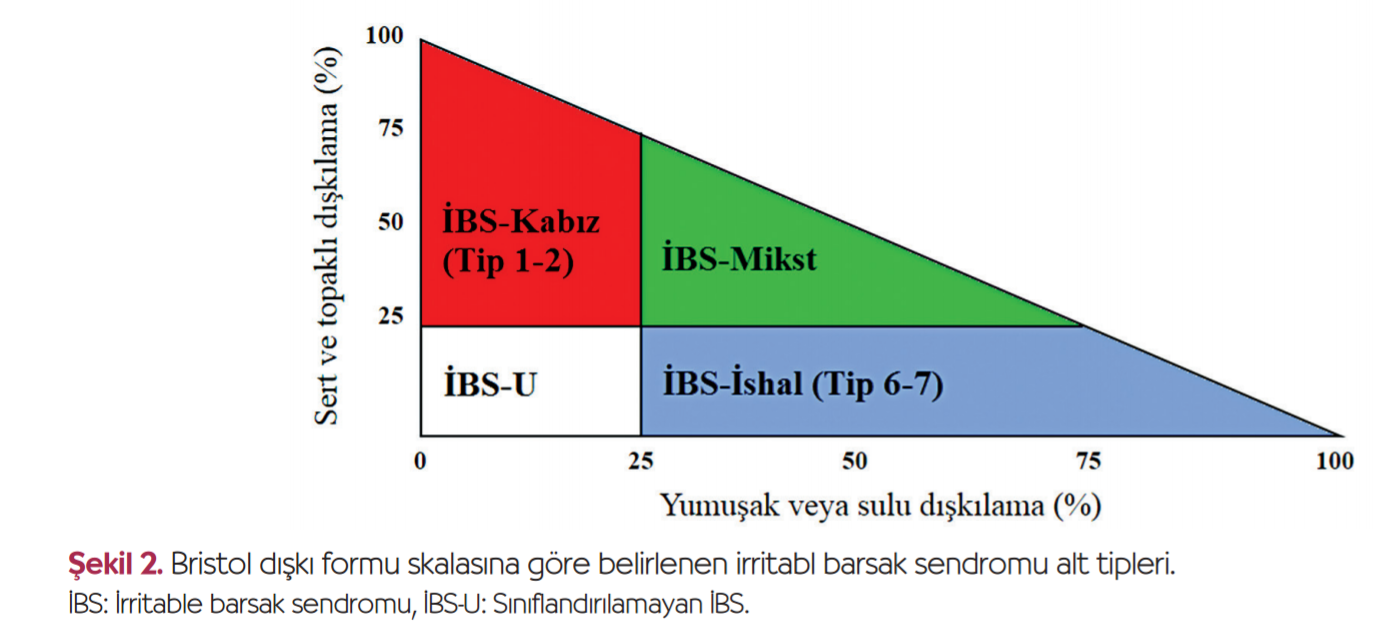 100
75
50
25
Sert ve topaklı dışkılama (%)
İBS-Kabız
(Tip 1-2)
İBS-Mikst
İBS-U
İBS-İshal (Tip 6-7)
0 25 50 75 100
Yumuşak veya sulu dışkılama (%)
Şekil 2. Bristol dışkı formu skalasına göre belirlenen irritabl barsak sendromu alt tipleri.
İBS: İrritable barsak sendromu, İBS-U: Sınıflandırılamayan İBS.